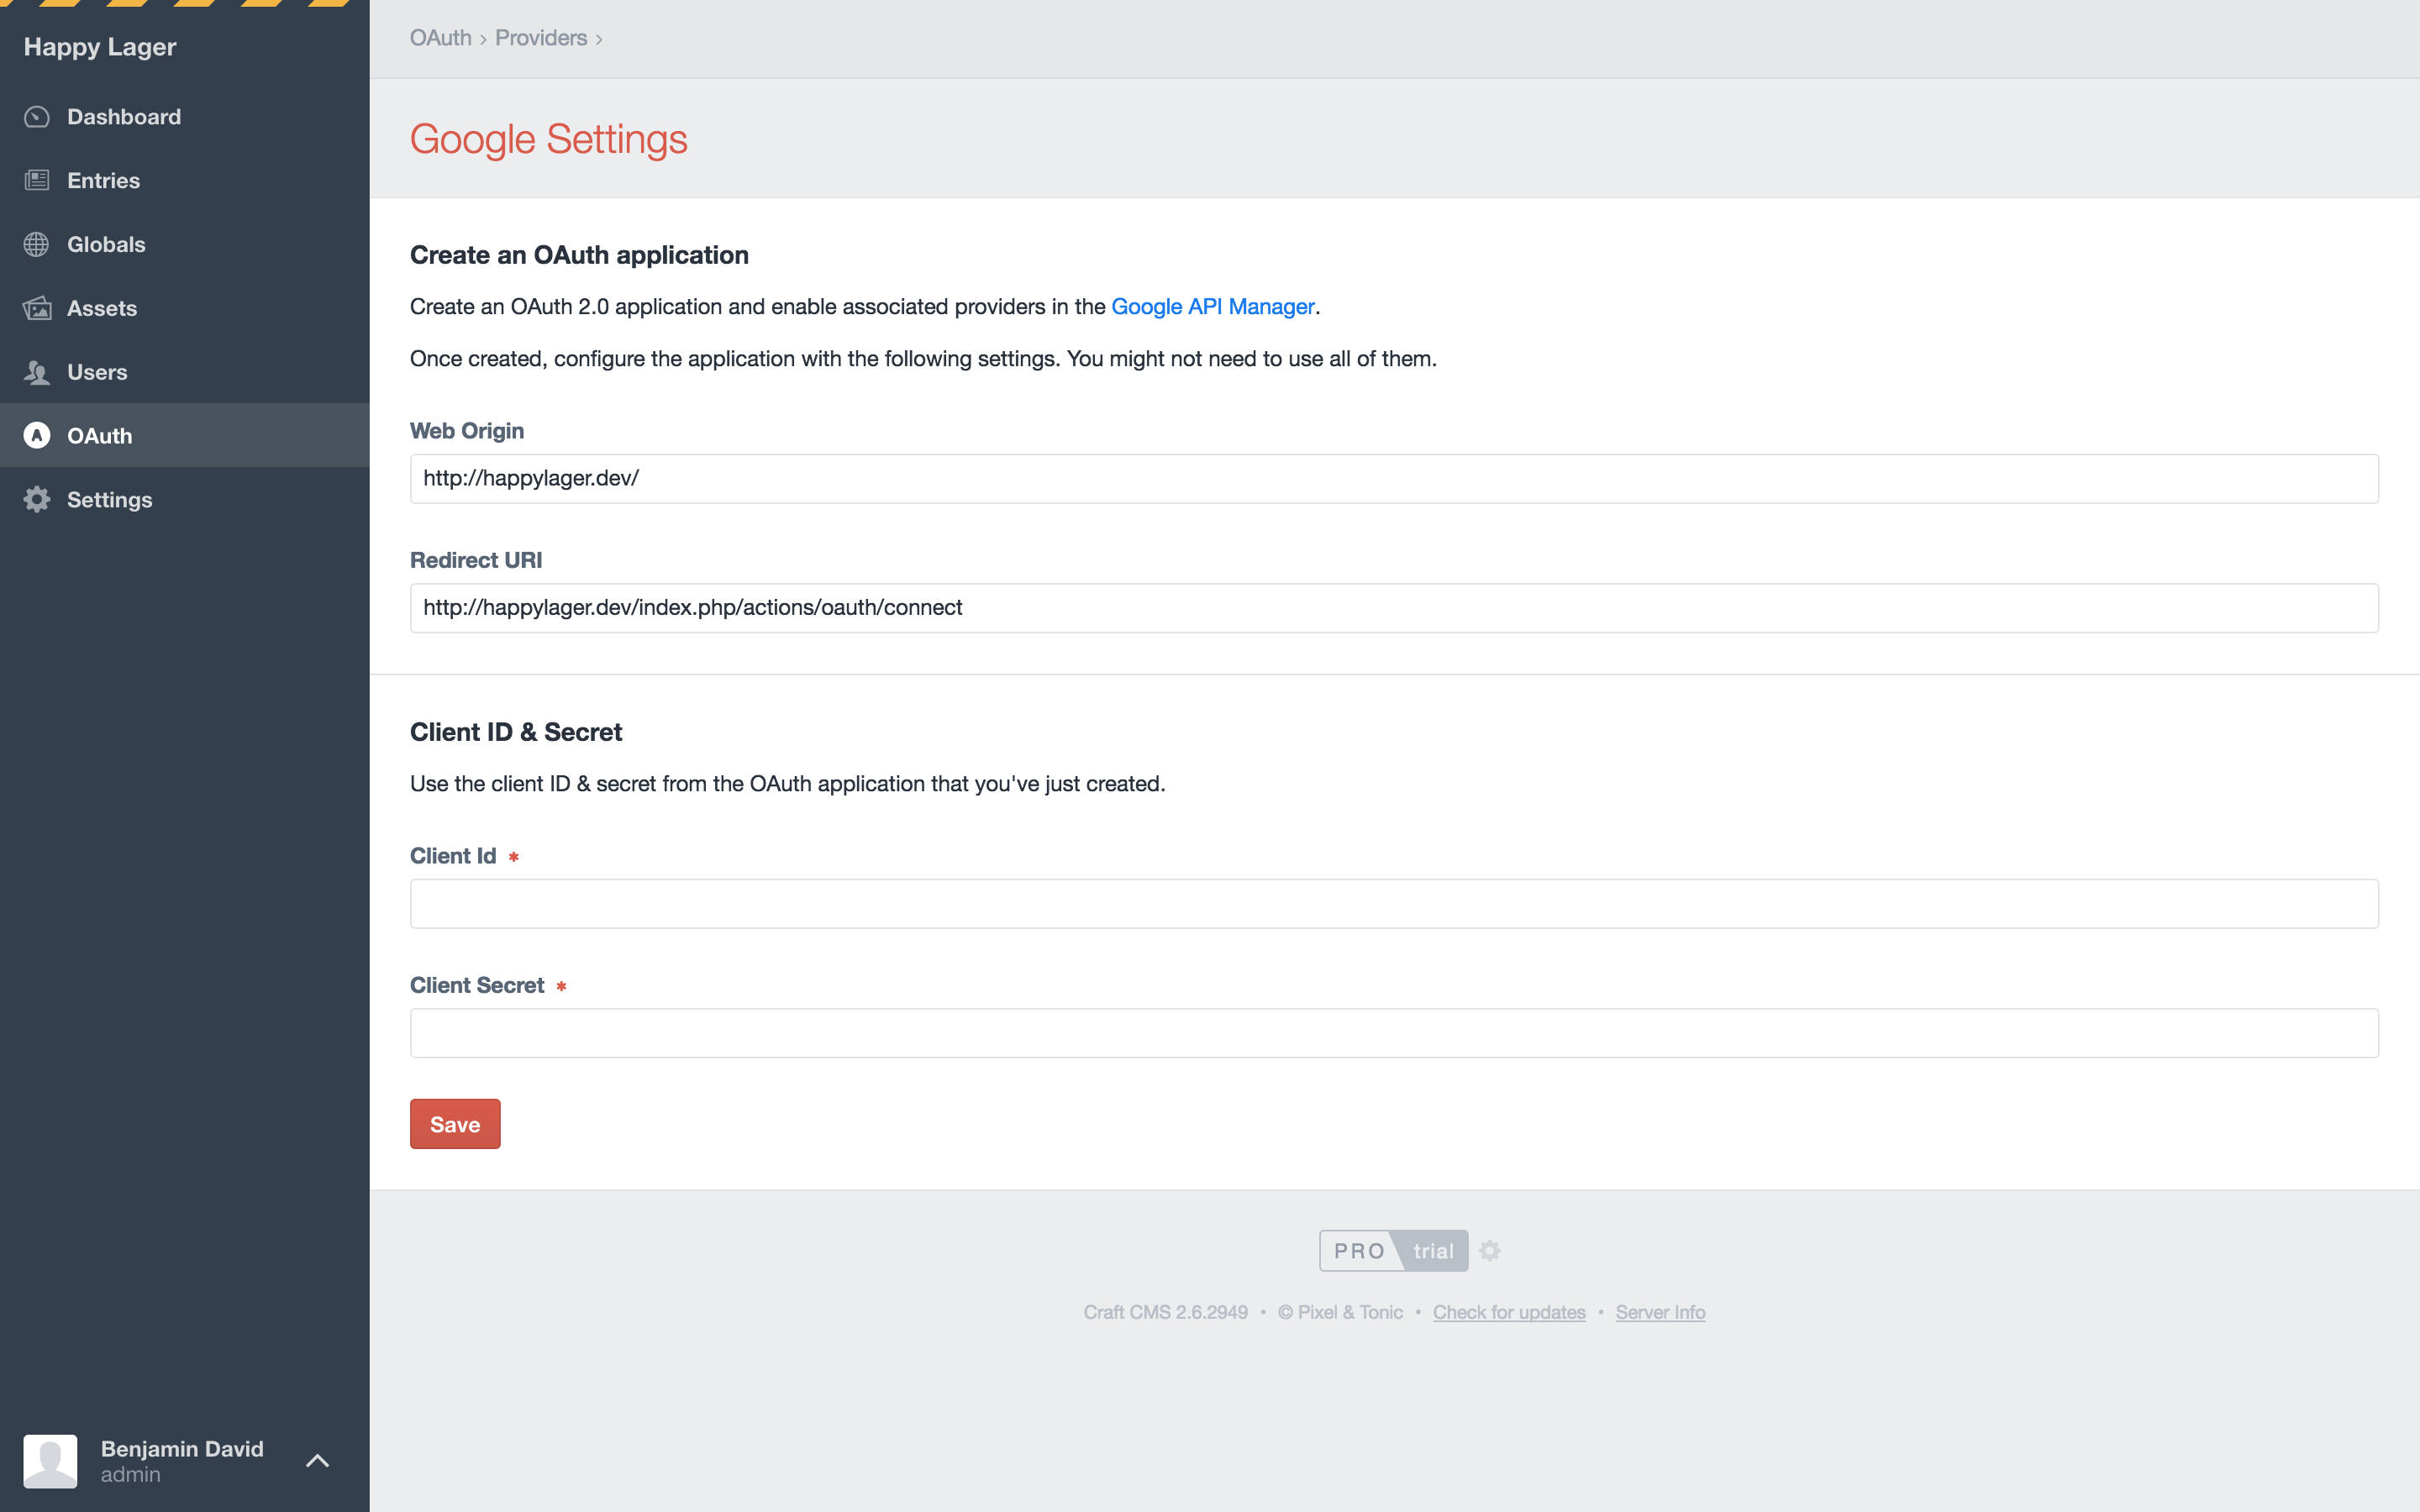 Happy Lager
Dashboard
Entries
Globals
Assets
Users
OAuth
Settings
Benjamin David
admin
OAuth › Providers ›
Google Settings
Create an OAuth application
Create an OAuth 2.0 application and enable associated providers in the Google API Manager.
Once created, configure the application with the following settings. You might not need to use all of them.
Web Origin
http://happylager.dev/
Redirect URI
http://happylager.dev/index.php/actions/oauth/connect
Client ID & Secret
Use the client ID & secret from the OAuth application that you've just created.
Client Id *
Client Secret *
Save
PRO trial
Craft CMS 2.6.2949 • © Pixel & Tonic • Check for updates • Server Info